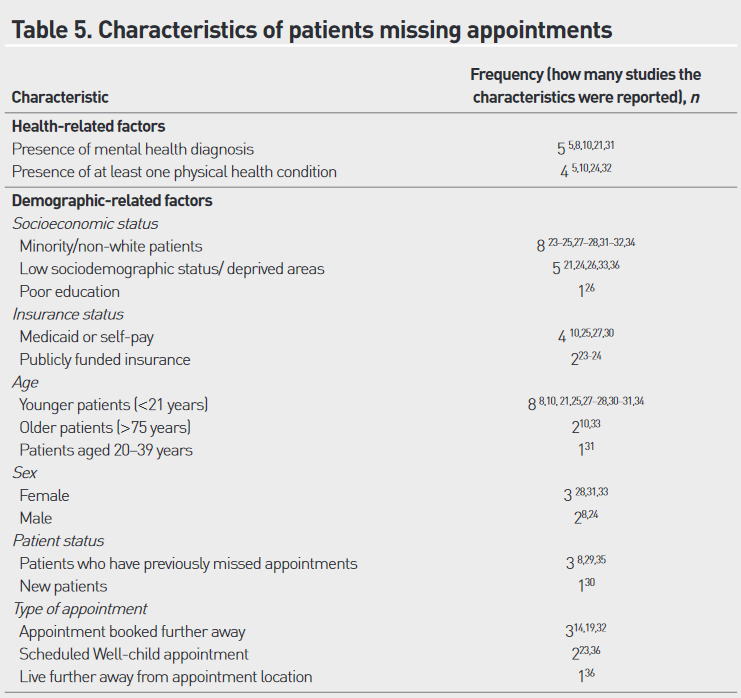 Table 5. Characteristics of patients missing appointments
Characteristic Frequency (how many studies the characteristics were reported), n
Health-related factors
Presence of mental health diagnosis 5 5,8,10,21,31
Presence of at least one physical health condition 4 5,10,24,32
Demographic-related factors
Socioeconomic status
Minority/non-white patients 8 23–25,27–28,31–32,34
Low sociodemographic status/ deprived areas 5 21,24,26,33,36
Poor education 1 26
Insurance status
Medicaid or self-pay 4 10,25,27,30
Publicly funded insurance 2 23-24
Age
Younger patients (<21 years) 8 8,10, 21,25,27–28,30–31,34
Older patients (>75 years) 2 10,33
Patients aged 20–39 years 1 31
Sex
Female 3 28,31,33
Male 2 8,24
Patient status
Patients who have previously missed appointments 3 8,29,35
New patients 1 30
Type of appointment
Appointment booked further away 3 14,19,32
Scheduled Well-child appointment 2 23,36
Live further away from appointment location 1 36